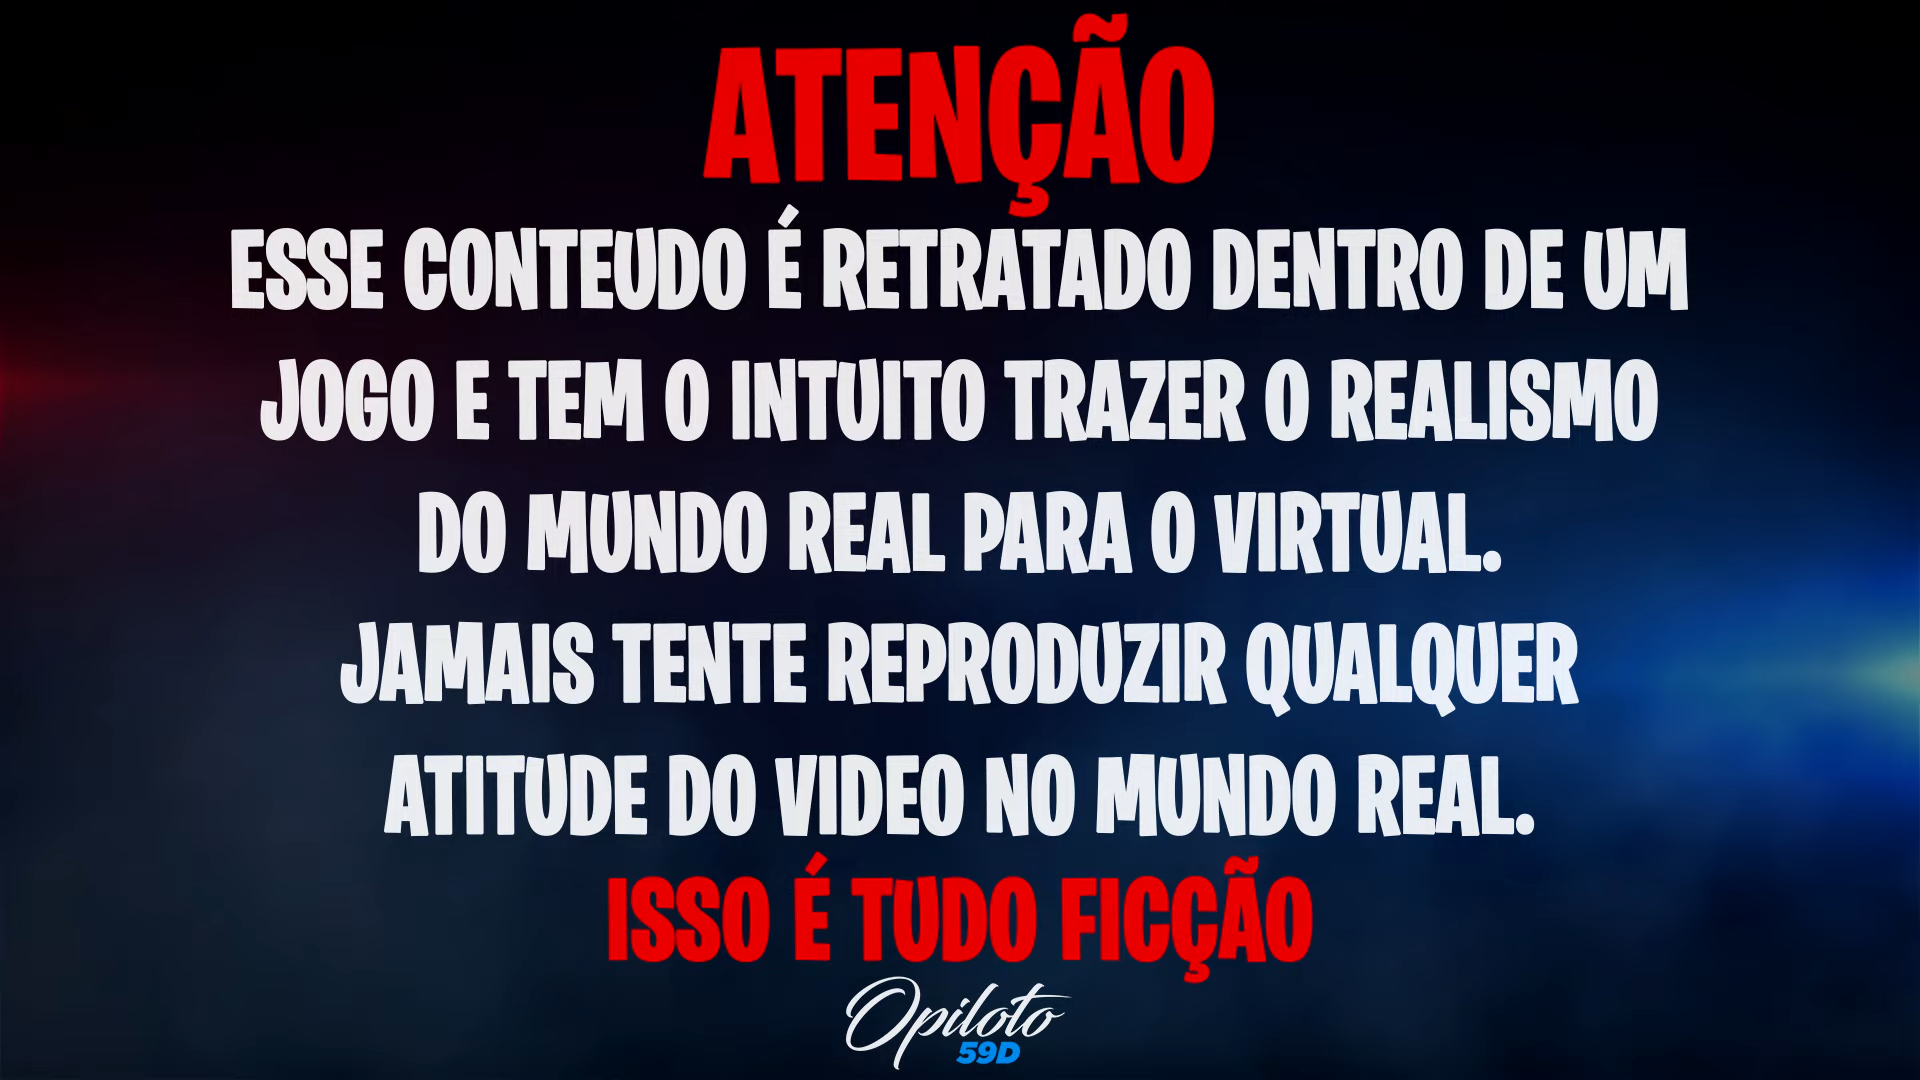 ATENÇÃO
ESSE CONTEUDO É RETRATADO DENTRO DE UM
JOGO E TEM O INTUITO TRAZER O REALISMO
DO MUNDO REAL PARA O VIRTUAL.
JAMAIS TENTE REPRODUZIR QUALQUER
ATITUDE DO VIDEO NO MUNDO REAL.
ISSO É TUDO FICÇÃO
Opiloto
59D